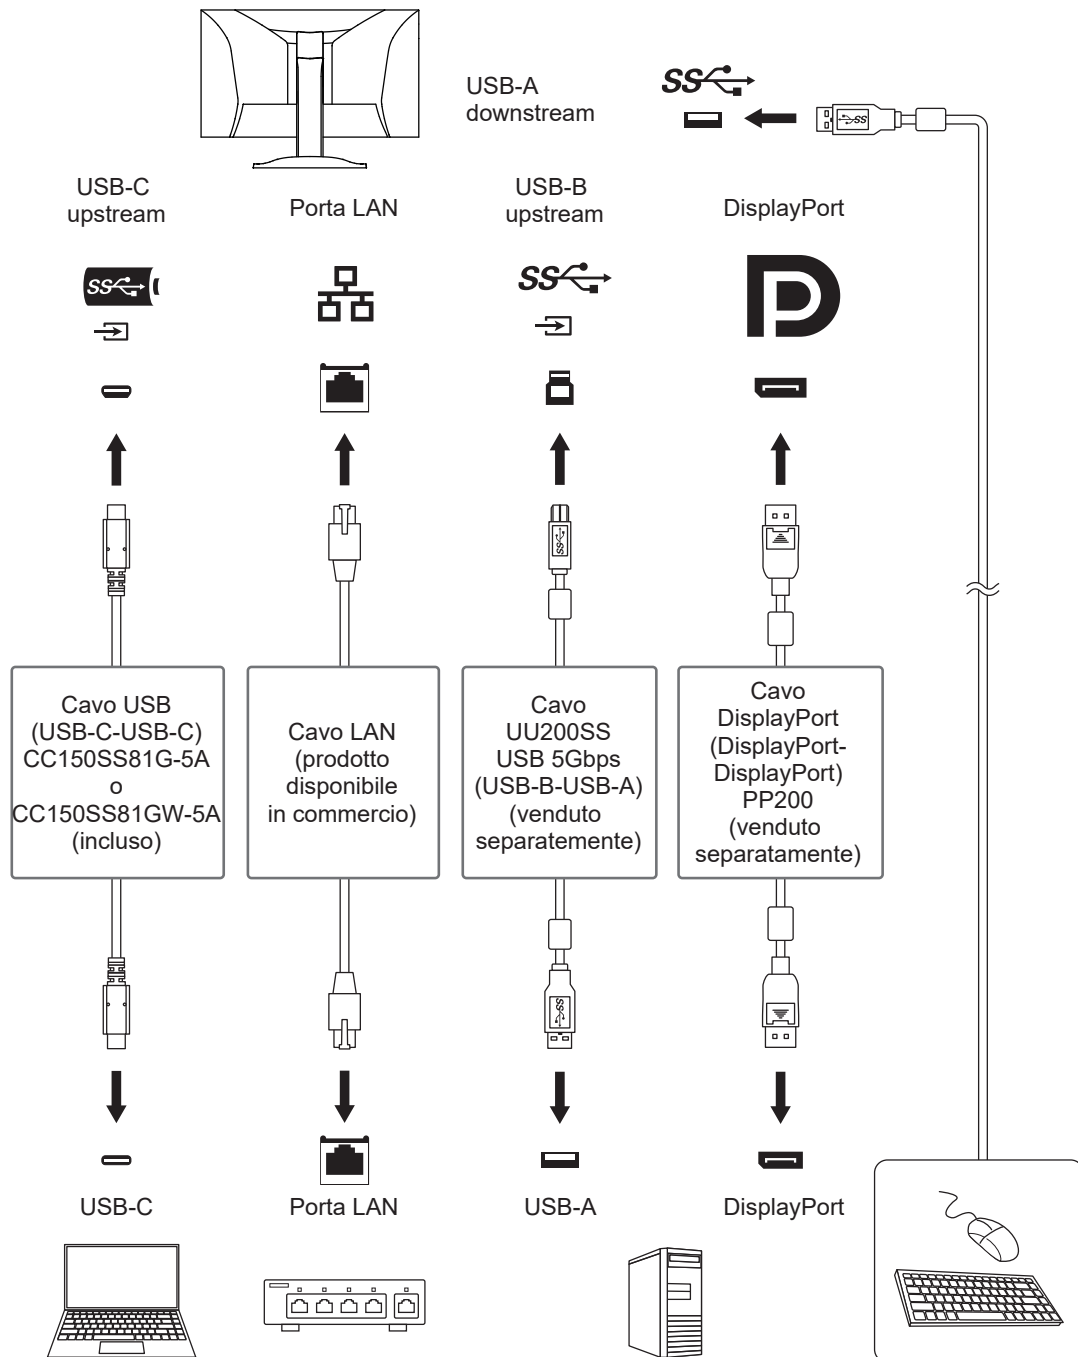 USB-A
downstream
USB-C
upstream
Porta LAN
USB-B
upstream
DisplayPort
Cavo USB
(USB-C-USB-C)
CC150SS81G-5A
o
CC150SS81GW-5A
(incluso)
Cavo LAN
(prodotto
disponibile
in commercio)
Cavo
UU200SS
USB 5Gbps
(USB-B-USB-A)
(venduto
separatemente)
Cavo
DisplayPort
(DisplayPort-
DisplayPort)
PP200
(venduto
separatamente)
USB-C
Porta LAN
USB-A
DisplayPort